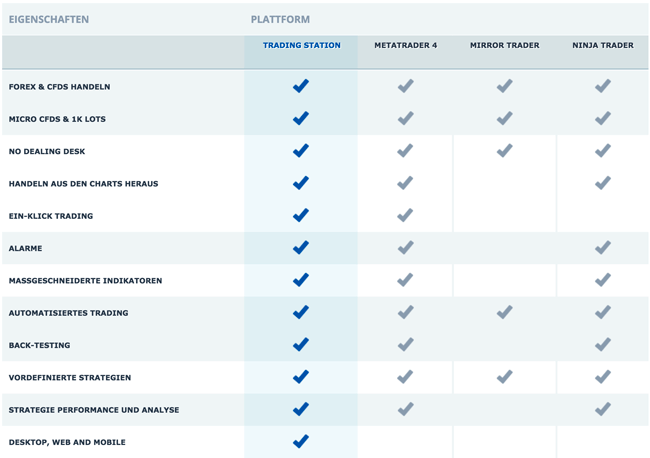 EIGENSCHAFTEN PLATTFORM
TRADING STATION METATRADER 4 MIRROR TRADER NINJA TRADER
FOREX & CFDS HANDELN
MICRO CFDS & 1K LOTS
NO DEALING DESK
HANDELN AUS DEN CHARTS HERAUS
EIN-KLICK TRADING
ALARME
MASSGESCHNEIDERTE INDIKATOREN
AUTOMATISIERTES TRADING
BACK-TESTING
VORDEFINIERTE STRATEGIEN
STRATEGIE PERFORMANCE UND ANALYSE
DESKTOP, WEB AND MOBILE